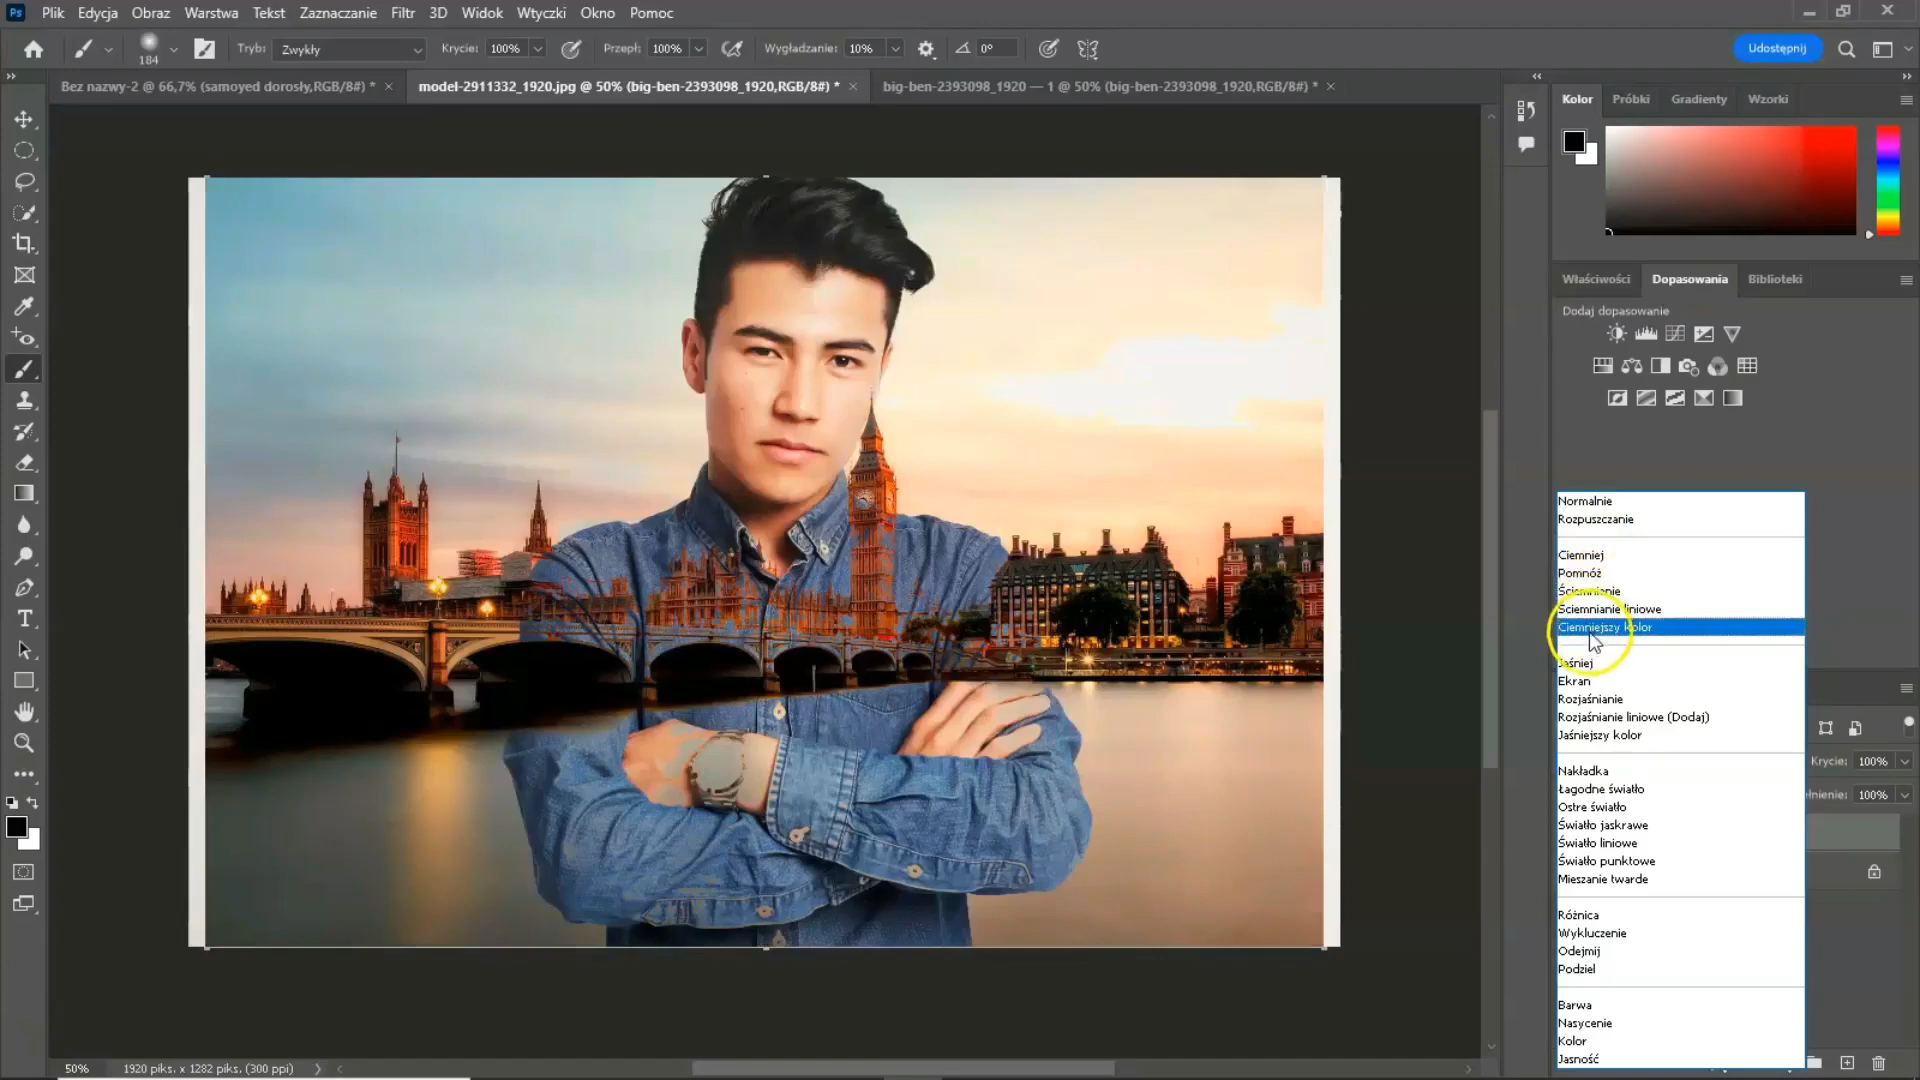 Ps Plik Edycja Obraz Warstwa Tekst Zaznaczanie Filtr 3D Widok Wtyczki Okno Pomoc
184 Tryb: Zwykły Krycie: 100% Przepł: 100% Wygładzanie: 10% 0° Udostępnij
Bez nazwy-2 @ 66,7% (samoyed dorosły,RGB/8#) * model-2911332_1920.jpg @ 50% (big-ben-2393098_1920,RGB/8#) * big-ben-2393098_1920 — 1 @ 50% (big-ben-2393098_1920,RGB/8#) *
Kolor Próbki Gradienty Wzorki
Właściwości Dopasowania Biblioteki
Dodaj dopasowanie
Normalnie
Rozpuszczanie
Ciemniej
Pomnóż
Ściemnianie
Ściemnianie liniowe
Ciemniejszy kolor
Jaśniej
Ekran
Rozjaśnianie
Rozjaśnianie liniowe (Dodaj)
Jaśniejszy kolor
Krycie: 100%
Nakładka
Łagodne światło
100%
Ostre światło
Światło jaskrawe
Światło liniowe
Światło punktowe
Mieszanie twarde
Różnica
Wykluczenie
Odejmij
Podziel
Barwa
Nasycenie
Kolor
Jasność
50% 1920 piks. x 1282 piks. (300 ppi)